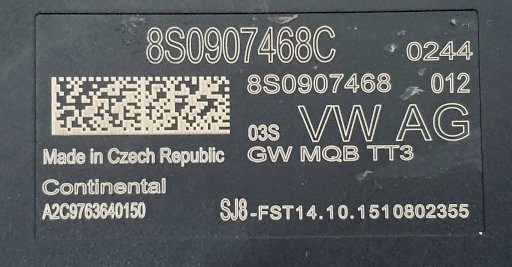 8S0907468C 0244
8S0907468 012
03S VW AG
Made in Czech Republic GW MQB TT3
Continental
A2C9763640150 SJ8-FST14.10.1510802355